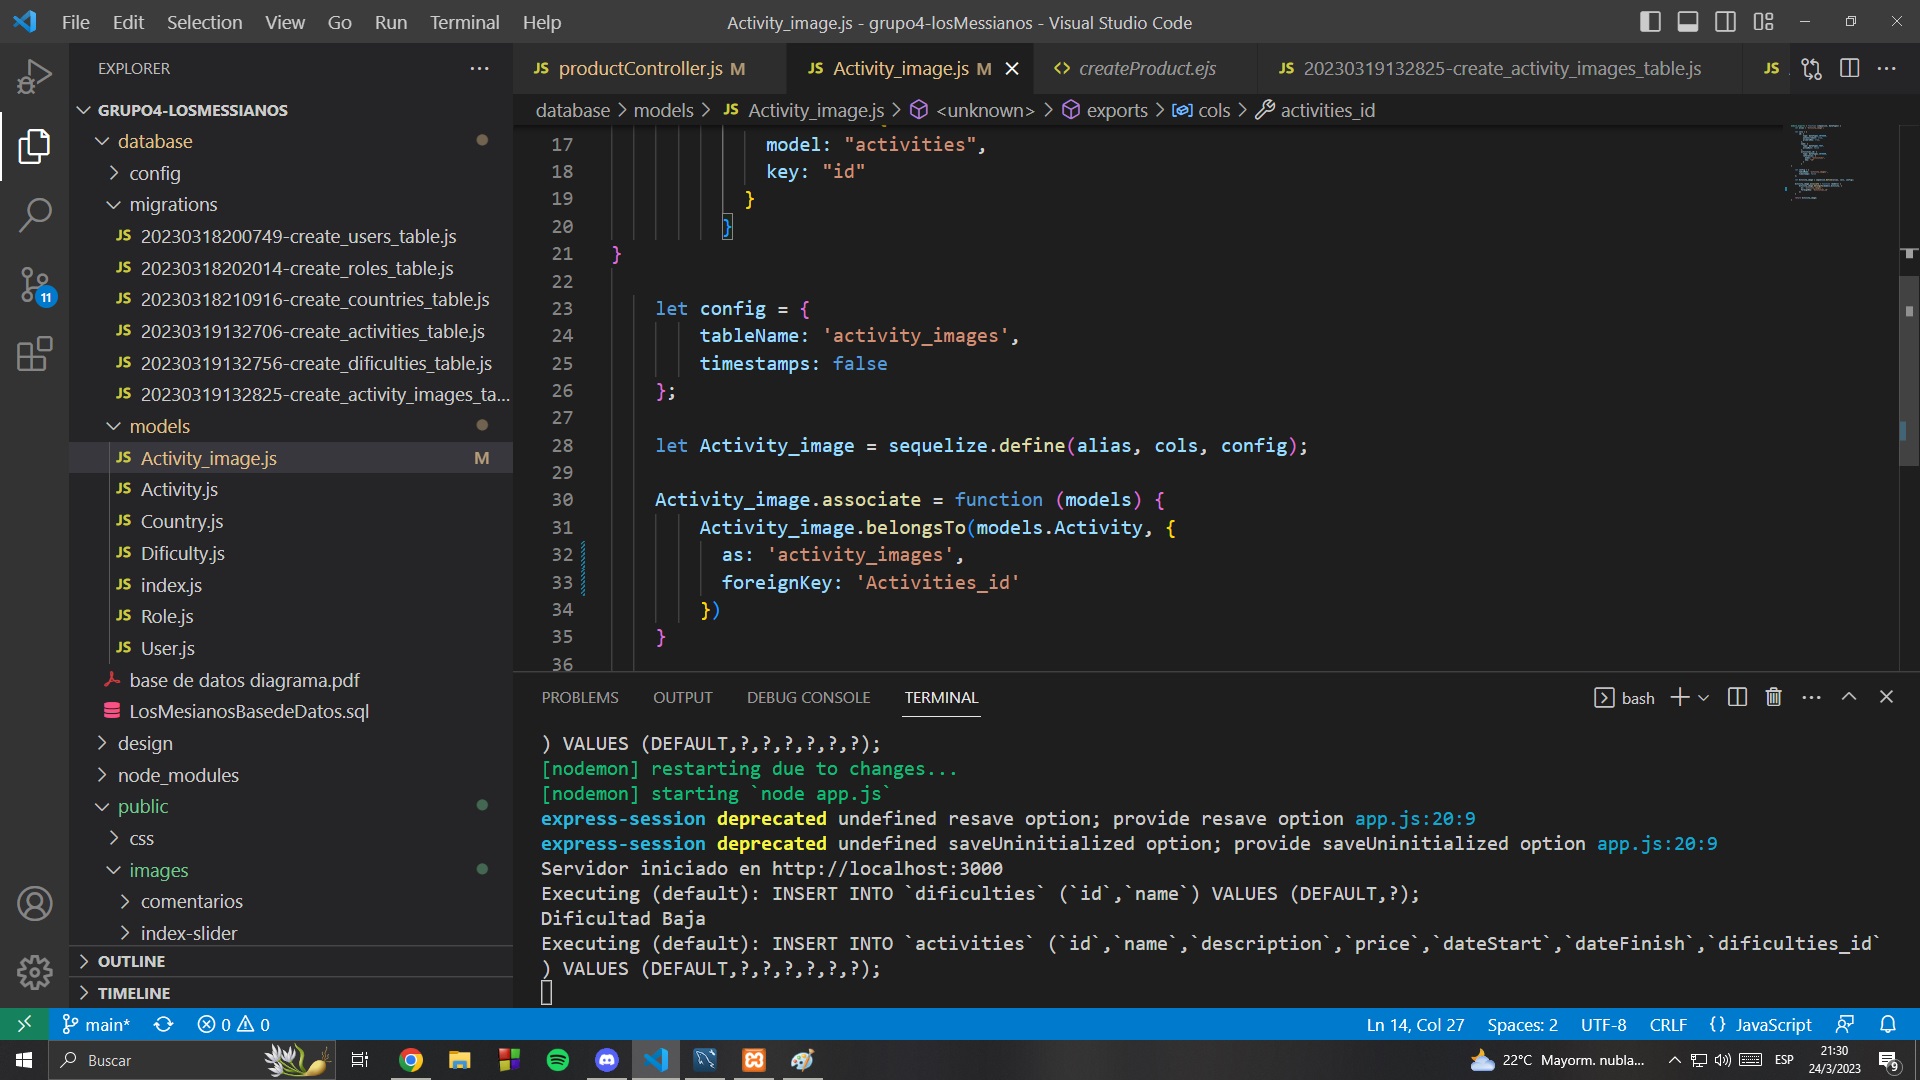 File Edit Selection View Go Run Terminal Help
Activity_image.js - grupo4-losMessianos - Visual Studio Code
EXPLORER
GRUPO4-LOSMESSIANOS
database
config
migrations
JS 20230318200749-create_users_table.js
JS 20230318202014-create_roles_table.js
JS 20230318210916-create_countries_table.js
JS 20230319132706-create_activities_table.js
JS 20230319132756-create_dificulties_table.js
JS 20230319132825-create_activity_images_ta...
models
JS Activity_image.js M
JS Activity.js
JS Country.js
JS Dificulty.js
JS index.js
JS Role.js
JS User.js
base de datos diagrama.pdf
LosMesianosBasedeDatos.sql
design
node_modules
public
css
images
comentarios
index-slider
OUTLINE
TIMELINE
11
JS productController.js M
JS Activity_image.js M
<> createProduct.ejs
JS 20230319132825-create_activity_images_table.js
JS
database > models > JS Activity_image.js > <unknown> > exports > cols > activities_id
17 model: "activities",
18 key: "id"
19 }
20 }
21 }
22
23 let config = {
24 tableName: 'activity_images',
25 timestamps: false
26 };
27
28 let Activity_image = sequelize.define(alias, cols, config);
29
30 Activity_image.associate = function (models) {
31 Activity_image.belongsTo(models.Activity, {
32 as: 'activity_images',
33 foreignKey: 'Activities_id'
34 })
35 }
36
PROBLEMS OUTPUT DEBUG CONSOLE TERMINAL
bash
) VALUES (DEFAULT,?,?,?,?,?,?);
[nodemon] restarting due to changes...
[nodemon] starting `node app.js`
express-session deprecated undefined resave option; provide resave option app.js:20:9
express-session deprecated undefined saveUninitialized option; provide saveUninitialized option app.js:20:9
Servidor iniciado en http://localhost:3000
Executing (default): INSERT INTO `dificulties` (`id`,`name`) VALUES (DEFAULT,?);
Dificultad Baja
Executing (default): INSERT INTO `activities` (`id`,`name`,`description`,`price`,`dateStart`,`dateFinish`,`dificulties_id`
) VALUES (DEFAULT,?,?,?,?,?,?);
main* 0 0
Ln 14, Col 27 Spaces: 2 UTF-8 CRLF {} JavaScript
Buscar
22°C Mayorm. nubla...
ESP
21:30
24/3/2023
9